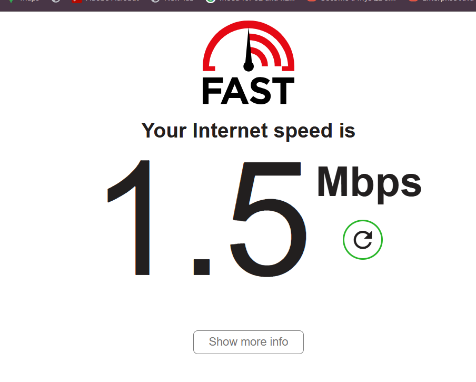 FAST
Your Internet speed is
1.5 Mbps
Show more info